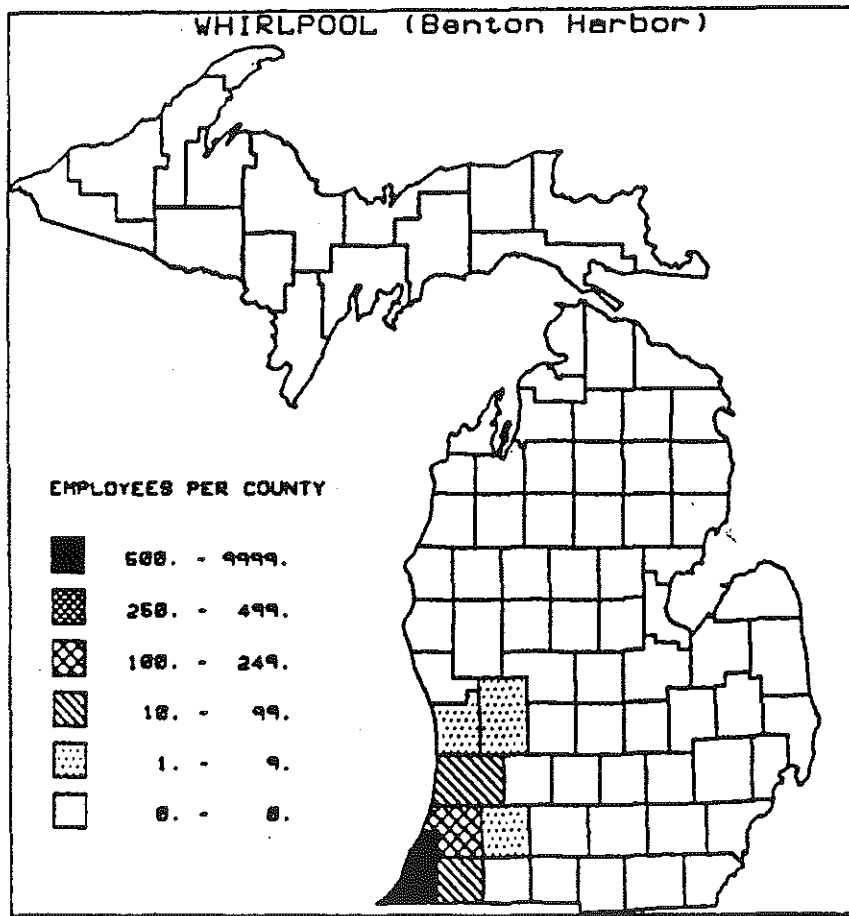 WHIRLPOOL (Benton Harbor)
EMPLOYEES PER COUNTY
500. - 9999.
250. - 499.
100. - 249.
10. - 99.
1. - 9.
0. - 0.